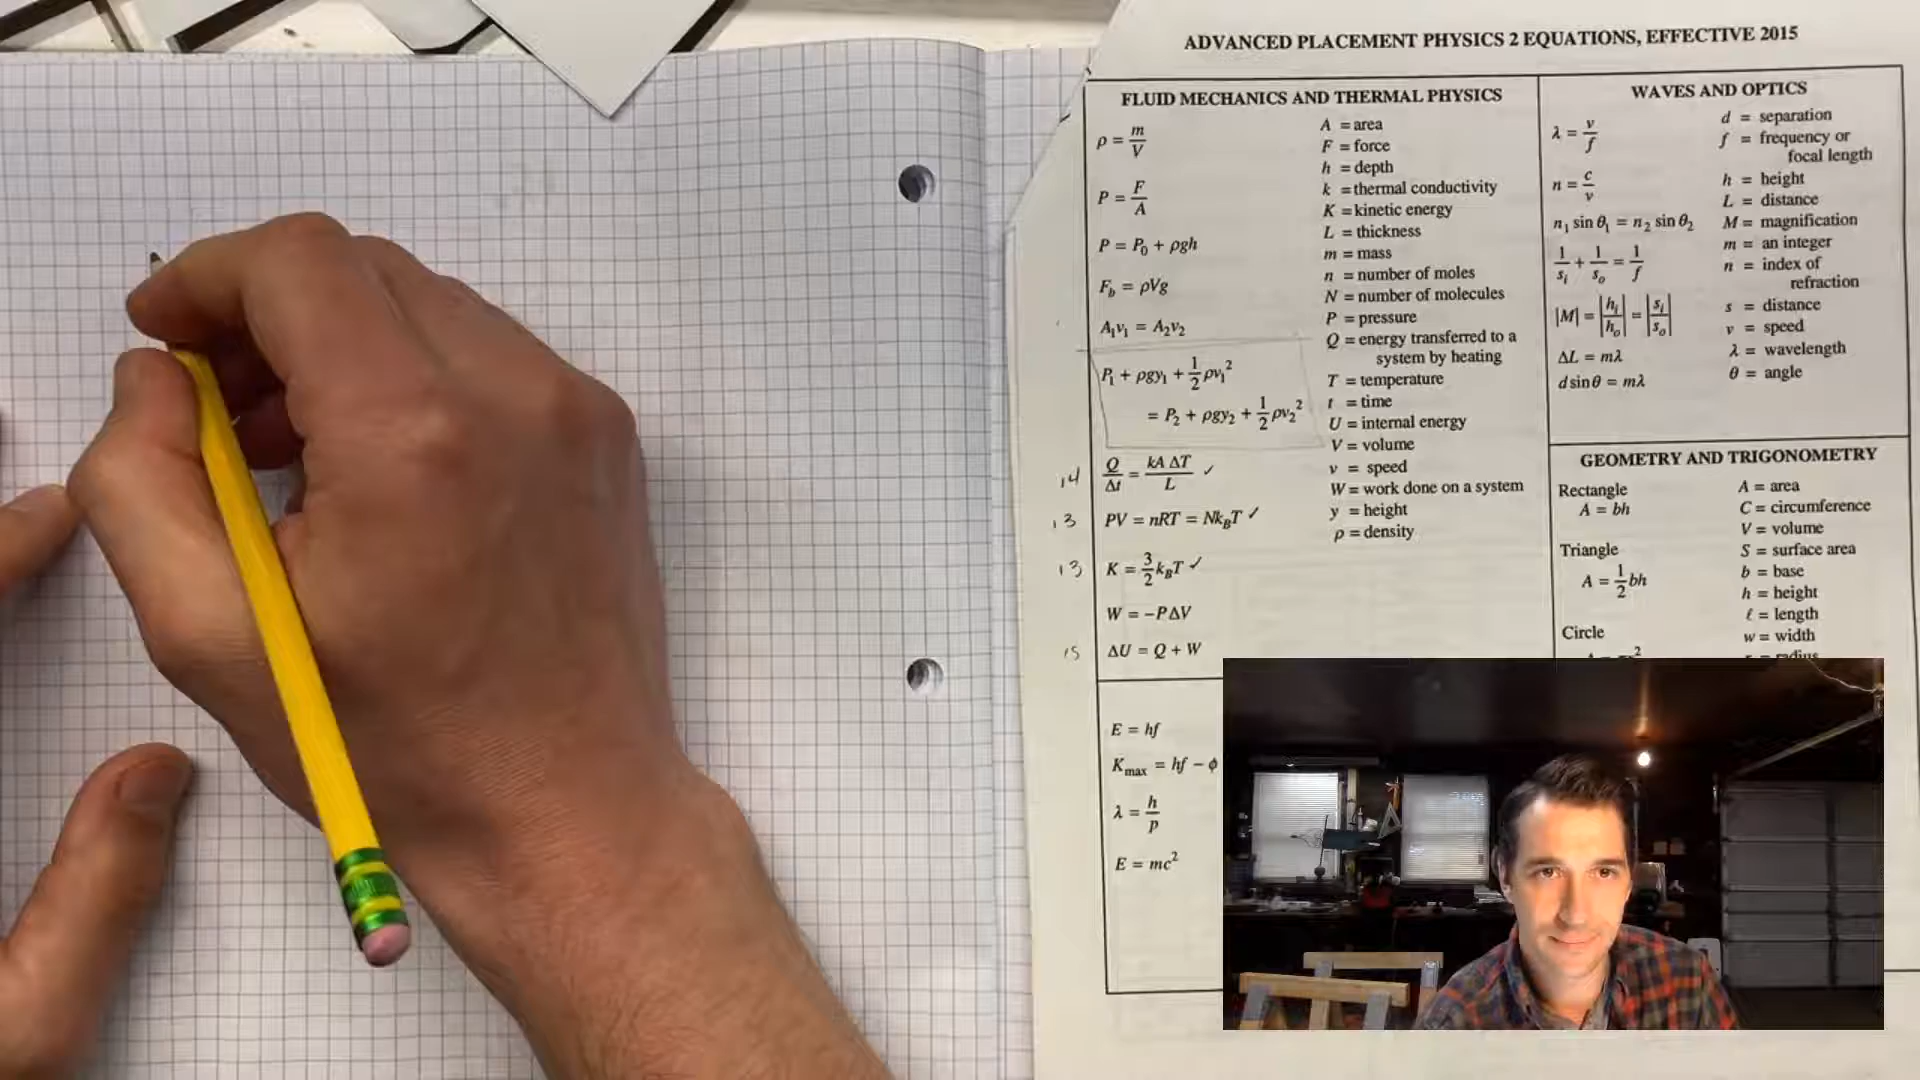 ADVANCED PLACEMENT PHYSICS 2 EQUATIONS, EFFECTIVE 2015
FLUID MECHANICS AND THERMAL PHYSICS
ρ = m/V
P = F/A
P = P₀ + ρgh
F_b = ρVg
A₁v₁ = A₂v₂
P₁ + ρgy₁ + 1/2 ρv₁²
= P₂ + ρgy₂ + 1/2 ρv₂²
14 Q/Δt = kA ΔT/L ✓
13 PV = nRT = Nk_BT ✓
13 K = 3/2 k_BT ✓
W = −PΔV
15 ΔU = Q + W
A = area
F = force
h = depth
k = thermal conductivity
K = kinetic energy
L = thickness
m = mass
n = number of moles
N = number of molecules
P = pressure
Q = energy transferred to a
system by heating
T = temperature
t = time
U = internal energy
V = volume
v = speed
W = work done on a system
y = height
ρ = density
E = hf
K_max = hf − ϕ
λ = h/p
E = mc²
WAVES AND OPTICS
λ = v/f
n = c/v
n₁ sin θ₁ = n₂ sin θ₂
1/s_i + 1/s_o = 1/f
|M| = |h_i/h_o| = |s_i/s_o|
ΔL = mλ
d sin θ = mλ
d = separation
f = frequency or
focal length
h = height
L = distance
M = magnification
m = an integer
n = index of
refraction
s = distance
v = speed
λ = wavelength
θ = angle
GEOMETRY AND TRIGONOMETRY
Rectangle
A = bh
Triangle
A = 1/2 bh
Circle
A = area
C = circumference
V = volume
S = surface area
b = base
h = height
ℓ = length
w = width
r = radius